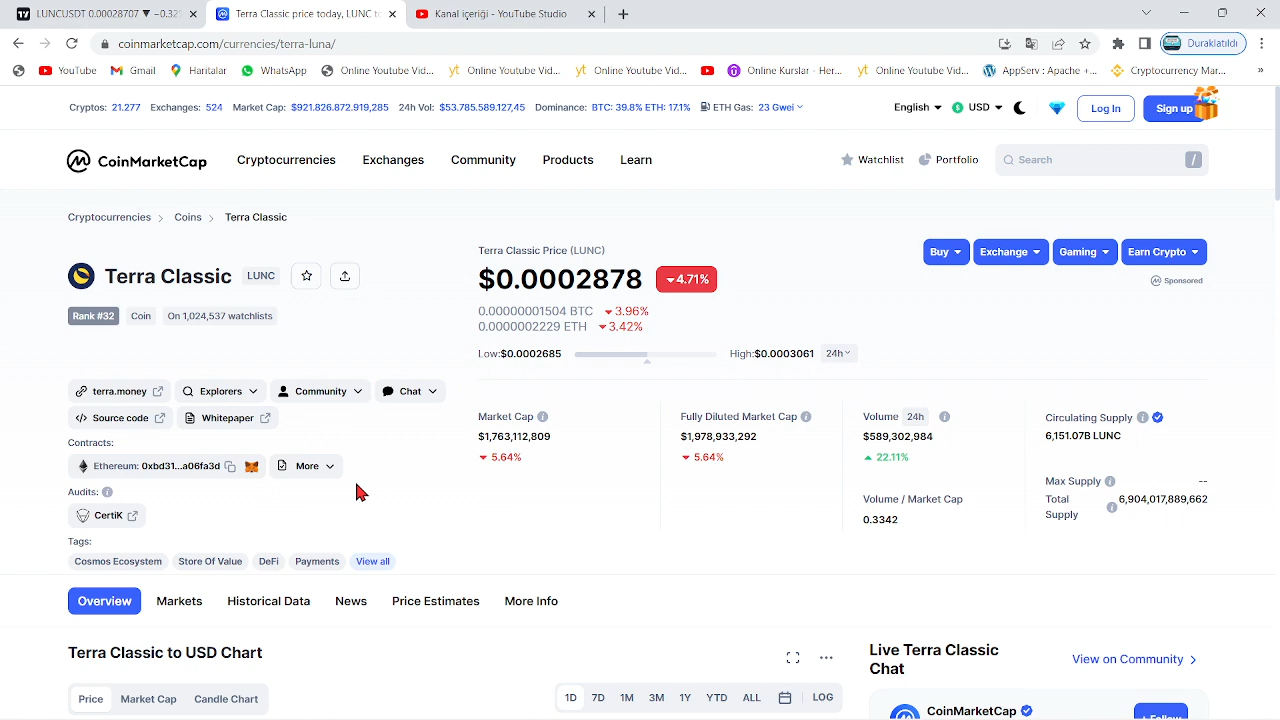 LUNCUSDT 0.00028707 ▼ −0.32
Terra Classic price today, LUNC to
Kanal içeriği - YouTube Studio
coinmarketcap.com/currencies/terra-luna/
Duraklatıldı
YouTube
Gmail
Haritalar
WhatsApp
Online Youtube Vid...
Online Youtube Vid...
Online Youtube Vid...
Online Kurslar - Her...
Online Youtube Vid...
AppServ : Apache +...
Cryptocurrency Mar...
»
Cryptos: 21.277 Exchanges: 524 Market Cap: $921.826.872.919,285 24h Vol: $53.785.589.127,45 Dominance: BTC: 39.8% ETH: 17.1% ETH Gas: 23 Gwei
English
USD
Log In
Sign up
CoinMarketCap
Cryptocurrencies
Exchanges
Community
Products
Learn
Watchlist
Portfolio
Search
/
Cryptocurrencies > Coins > Terra Classic
Terra Classic LUNC
Rank #32
Coin
On 1,024,537 watchlists
Terra Classic Price (LUNC)
$0.0002878 ▼4.71%
0.00000001504 BTC ▼3.96%
0.0000002229 ETH ▼3.42%
Low:$0.0002685
High:$0.0003061
24h
Buy
Exchange
Gaming
Earn Crypto
Sponsored
terra.money
Explorers
Community
Chat
Source code
Whitepaper
Contracts:
Ethereum: 0xbd31...a06fa3d
More
Audits:
CertiK
Tags:
Cosmos Ecosystem
Store Of Value
DeFi
Payments
View all
Market Cap
$1,763,112,809
▼ 5.64%
Fully Diluted Market Cap
$1,978,933,292
▼ 5.64%
Volume 24h
$589,302,984
▲ 22.11%
Volume / Market Cap
0.3342
Circulating Supply
6,151.07B LUNC
Max Supply
--
Total Supply
6,904,017,889,662
Overview
Markets
Historical Data
News
Price Estimates
More Info
Terra Classic to USD Chart
Price
Market Cap
Candle Chart
1D
7D
1M
3M
1Y
YTD
ALL
LOG
Live Terra Classic
Chat
View on Community >
CoinMarketCap
+ Follow